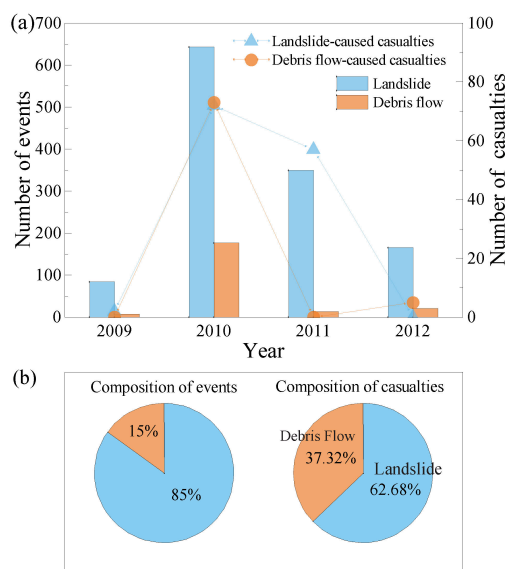 (a)
700
600
500
400
300
200
100
0
Number of events
100
80
60
40
20
0
Number of casualties
Landslide-caused casualties
Debris flow-caused casualties
Landslide
Debris flow
2009 2010 2011 2012
Year
(b)
Composition of events
15%
85%
Composition of casualties
Debris Flow
37.32%
Landslide
62.68%